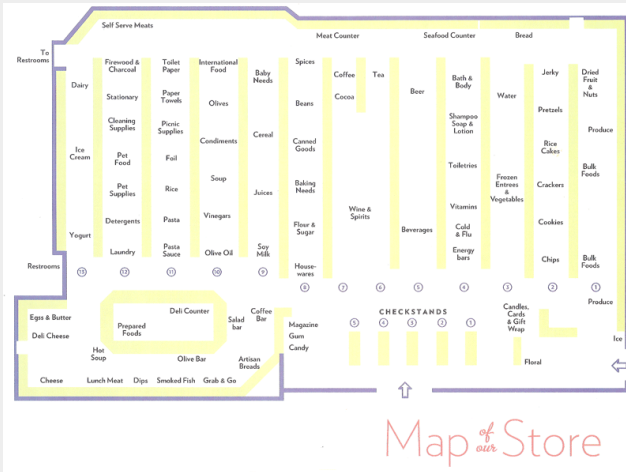 Self Serve Meats
Meat Counter
Seafood Counter
Bread
To
Restrooms
Dairy
Ice
Cream
Yogurt
13
Firewood &
Charcoal
Stationary
Cleaning
Supplies
Pet
Food
Pet
Supplies
Detergents
Laundry
12
Toilet
Paper
Paper
Towels
Picnic
Supplies
Foil
Rice
Pasta
Pasta
Sauce
11
International
Food
Olives
Condiments
Soup
Vinegars
Olive Oil
10
Baby
Needs
Cereal
Juices
Soy
Milk
9
Spices
Beans
Canned
Goods
Baking
Needs
Flour &
Sugar
House-
wares
8
Coffee
Cocoa
Tea
Wine &
Spirits
7
6
Beer
Beverages
5
Bath &
Body
Shampoo
Soap &
Lotion
Toiletries
Vitamins
Cold
& Flu
Energy
bars
4
Water
Frozen
Entrees
&
Vegetables
3
Jerky
Pretzels
Rice
Cakes
Crackers
Cookies
Chips
2
Dried
Fruit
&
Nuts
Produce
Bulk
Foods
Bulk
Foods
1
Produce
Restrooms
Eggs & Butter
Deli Cheese
Cheese
Hot
Soup
Lunch Meat
Dips
Smoked Fish
Grab & Go
Deli Counter
Prepared
Foods
Olive Bar
Salad
bar
Coffee
Bar
Artisan
Breads
Magazine
Gum
Candy
CHECKSTANDS
5
4
3
2
1
Candles,
Cards
& Gift
Wrap
Floral
Ice
Map of our Store